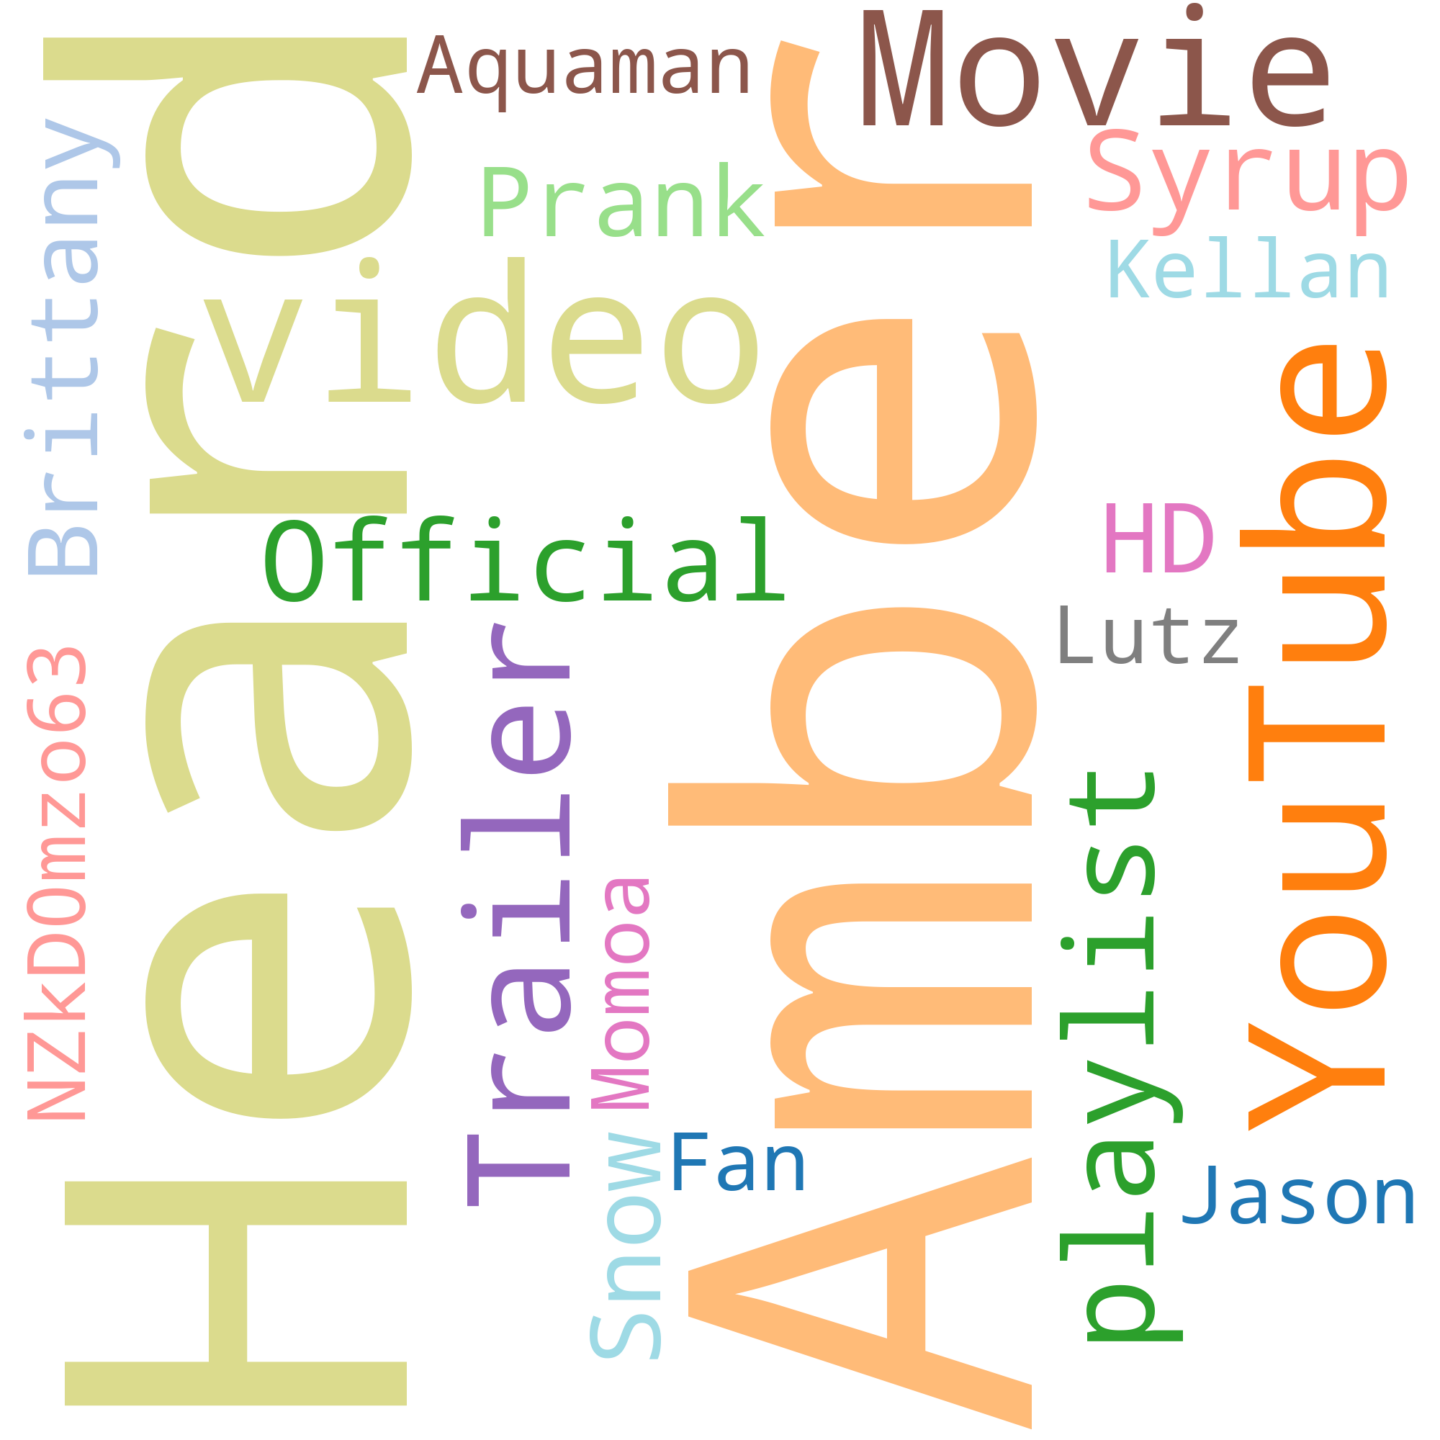 Heard
Amber
Movie
Aquaman
Syrup
Prank
Kellan
Brittany
video
YouTube
Official
HD
Lutz
Trailer
NZkD0mzo63
Momoa
playlist
Fan
Snow
Jason